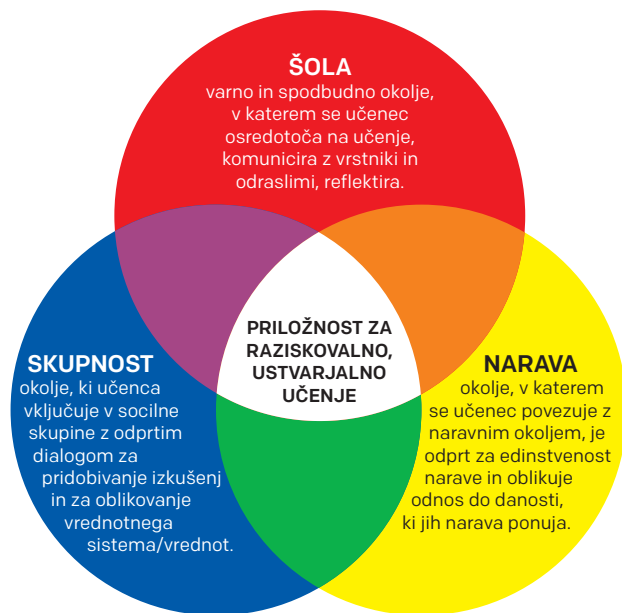 ŠOLA
varno in spodbudno okolje,
v katerem se učenec
osredotoča na učenje,
komunicira z vrstniki in
odraslimi, reflektira.
PRILOŽNOST ZA
RAZISKOVALNO,
USTVARJALNO
UČENJE
SKUPNOST
okolje, ki učenca
vključuje v socilne
skupine z odprtim
dialogom za
pridobivanje izkušenj
in za oblikovanje
vrednotnega
sistema/vrednot.
NARAVA
okolje, v katerem
se učenec povezuje z
naravnim okoljem, je
odprt za edinstvenost
narave in oblikuje
odnos do danosti,
ki jih narava ponuja.